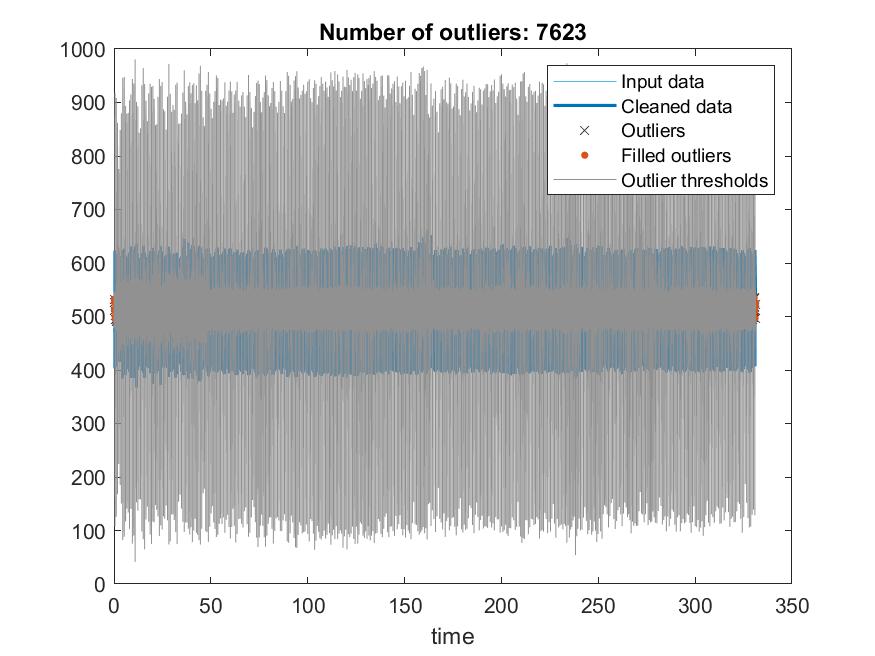 Number of outliers: 7623
1000
900
800
700
600
500
400
300
200
100
0
Input data
Cleaned data
Outliers
Filled outliers
Outlier thresholds
0 50 100 150 200 250 300 350
time